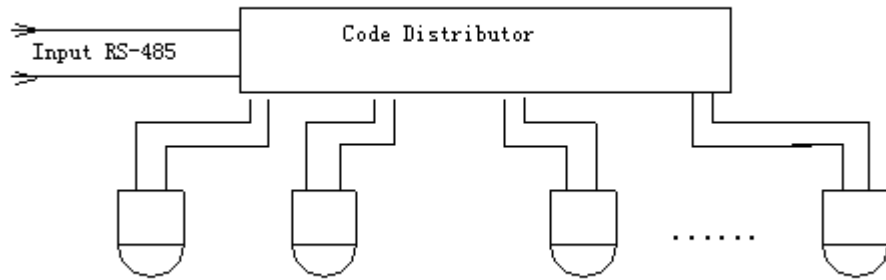 Code Distributor
Input RS-485
......